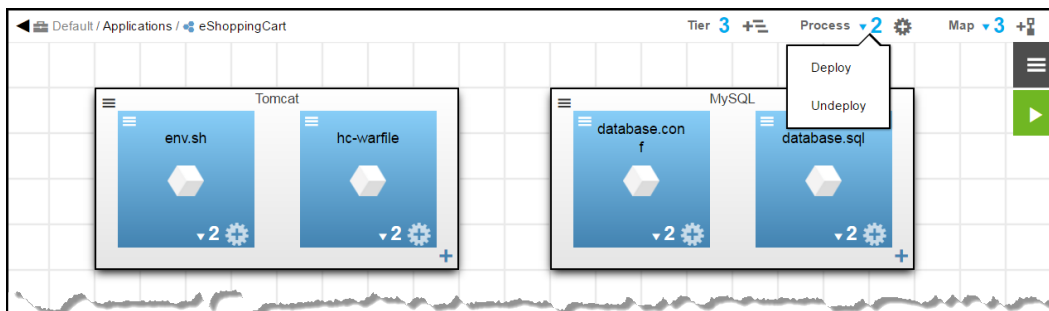 Default / Applications / eShoppingCart
Tier 3
Process 2
Map 3
Deploy
Undeploy
Tomcat
MySQL
env.sh
hc-warfile
database.con
f
database.sql
2
2
2
2